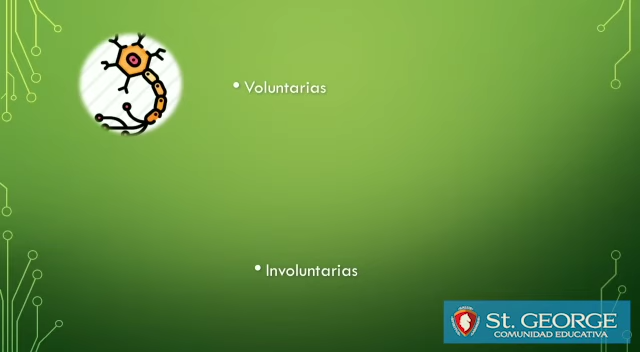 • Voluntarias
• Involuntarias
St. GEORGE
COMUNIDAD EDUCATIVA